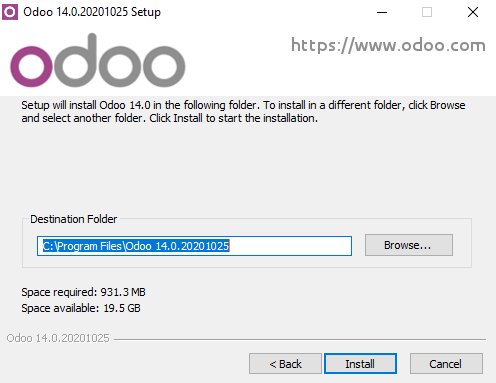 Odoo 14.0.20201025 Setup
odoo
https://www.odoo.com
Setup will install Odoo 14.0 in the following folder. To install in a different folder, click Browse
and select another folder. Click Install to start the installation.
Destination Folder
C:\Program Files\Odoo 14.0.20201025
Browse...
Space required: 931.3 MB
Space available: 19.5 GB
Odoo 14.0.20201025
< Back
Install
Cancel